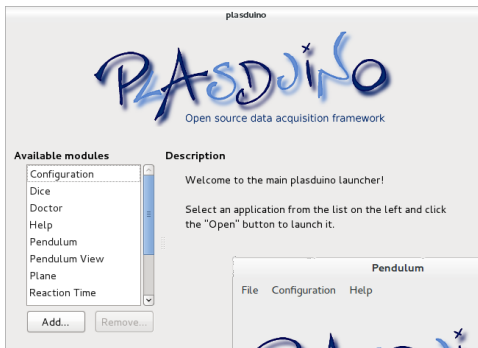 plasduino
PLASDUINO
Open source data acquisition framework
Available modules
Description
Configuration
Dice
Doctor
Help
Pendulum
Pendulum View
Plane
Reaction Time
Welcome to the main plasduino launcher!
Select an application from the list on the left and click
the "Open" button to launch it.
Add...
Remove...
Pendulum
File Configuration Help